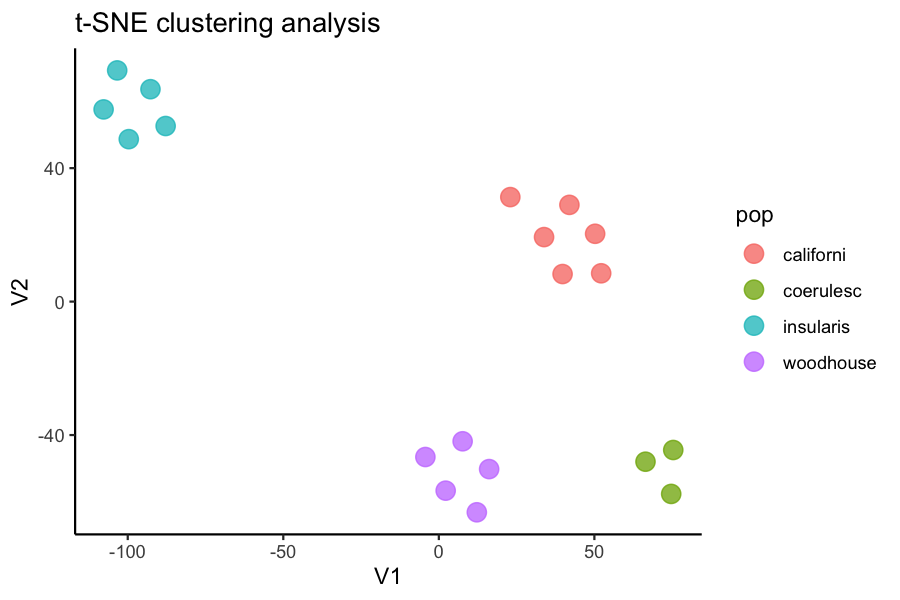 t-SNE clustering analysis
V2
40
0
-40
-100
-50
0
50
V1
pop
californi
coerulesc
insularis
woodhouse